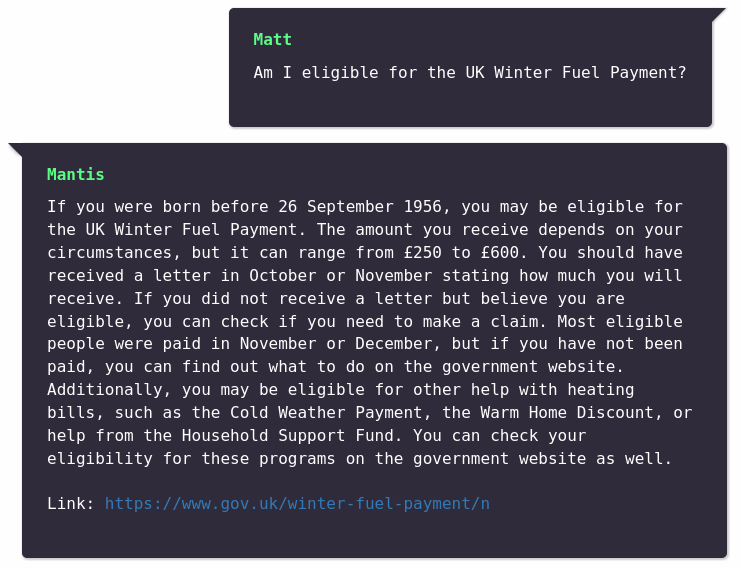 Matt
Am I eligible for the UK Winter Fuel Payment?
Mantis
If you were born before 26 September 1956, you may be eligible for
the UK Winter Fuel Payment. The amount you receive depends on your
circumstances, but it can range from £250 to £600. You should have
received a letter in October or November stating how much you will
receive. If you did not receive a letter but believe you are
eligible, you can check if you need to make a claim. Most eligible
people were paid in November or December, but if you have not been
paid, you can find out what to do on the government website.
Additionally, you may be eligible for other help with heating
bills, such as the Cold Weather Payment, the Warm Home Discount, or
help from the Household Support Fund. You can check your
eligibility for these programs on the government website as well.
Link: https://www.gov.uk/winter-fuel-payment/n